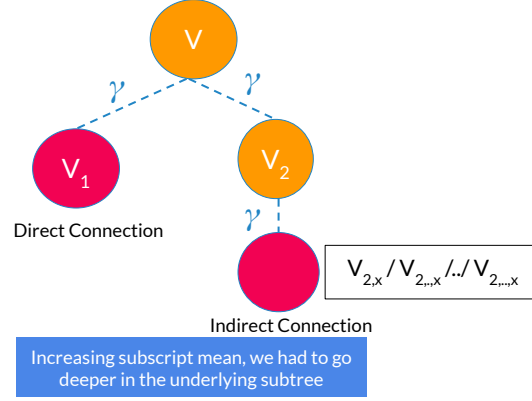 V
γ γ
V₁ V₂
Direct Connection
γ
V₂,ₓ / V₂,..,ₓ /../ V₂,..,ₓ
Indirect Connection
Increasing subscript mean, we had to go
deeper in the underlying subtree